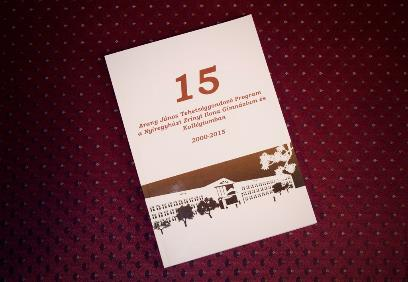 15
Arany János Tehetséggondozó Program
a Nyíregyházi Zrínyi Ilona Gimnázium és
Kollégiumban
2000-2015